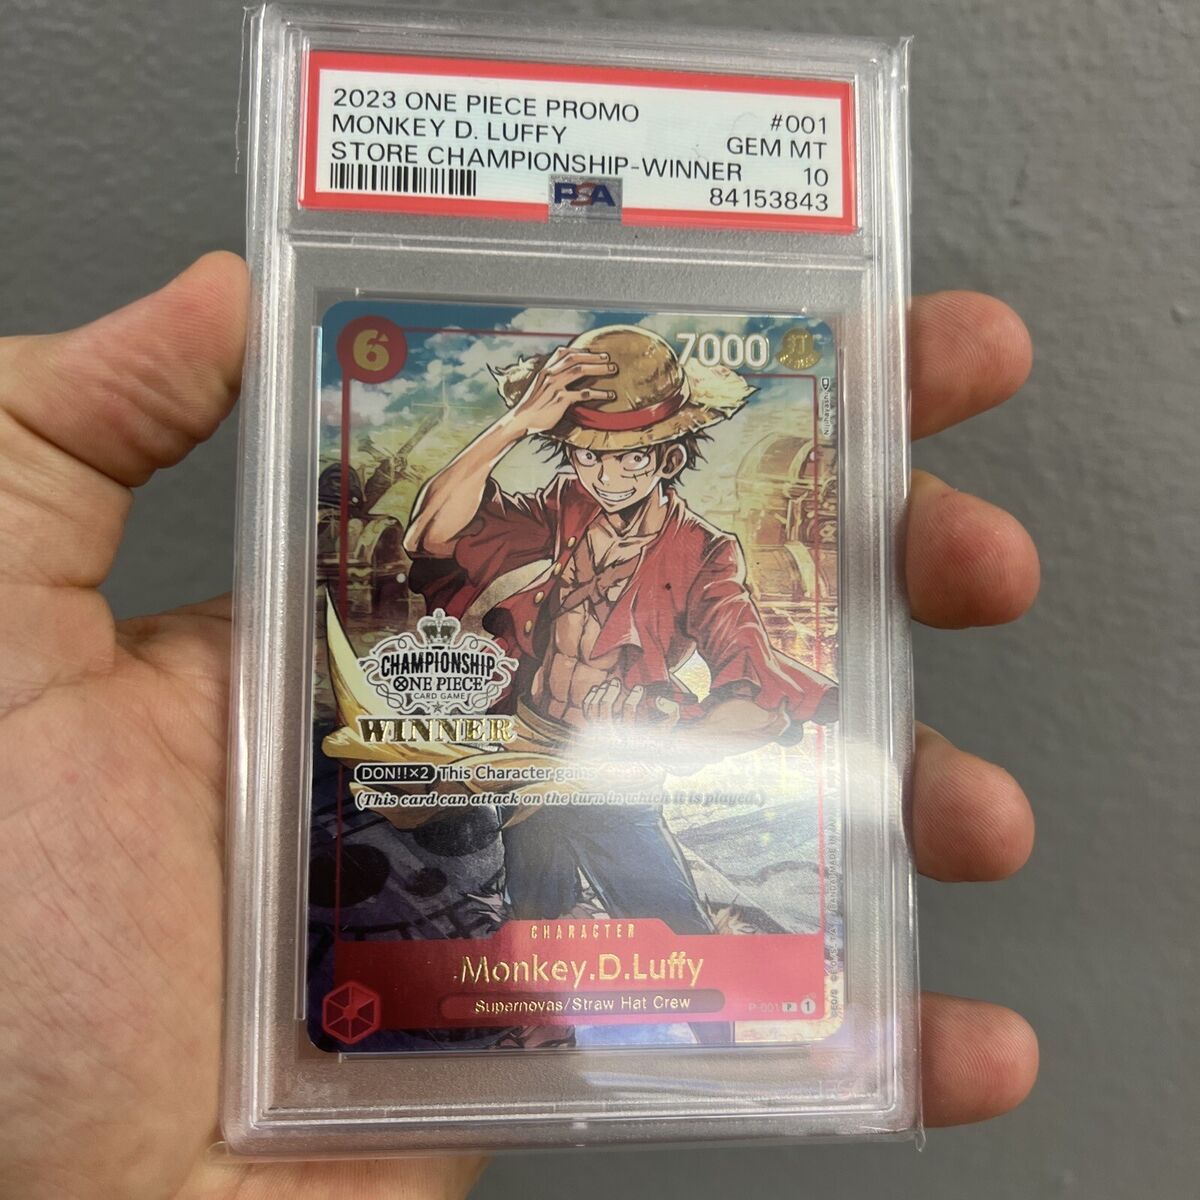 2023 ONE PIECE PROMO
#001
MONKEY D. LUFFY
GEM MT
STORE CHAMPIONSHIP-WINNER
10
PSA
84153843
6
7000
打
CHAMPIONSHIP
ONE PIECE
CARD GAME
WINNER
DON!!×2 This Character gains
(This card can attack on the turn in which it is played.)
CHARACTER
Monkey.D.Luffy
Supernovas/Straw Hat Crew
P-001 P 1